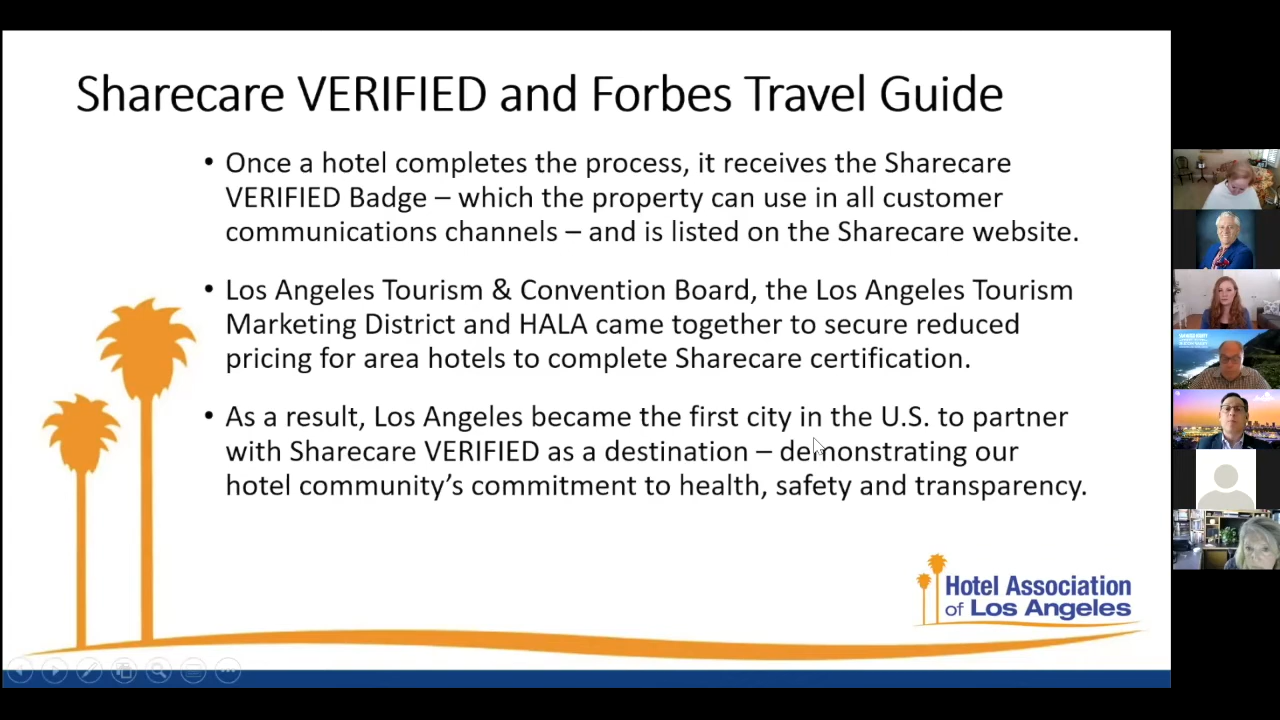 Sharecare VERIFIED and Forbes Travel Guide
• Once a hotel completes the process, it receives the Sharecare
VERIFIED Badge – which the property can use in all customer
communications channels – and is listed on the Sharecare website.
• Los Angeles Tourism & Convention Board, the Los Angeles Tourism
Marketing District and HALA came together to secure reduced
pricing for area hotels to complete Sharecare certification.
• As a result, Los Angeles became the first city in the U.S. to partner
with Sharecare VERIFIED as a destination – demonstrating our
hotel community’s commitment to health, safety and transparency.
Hotel Association
of Los Angeles